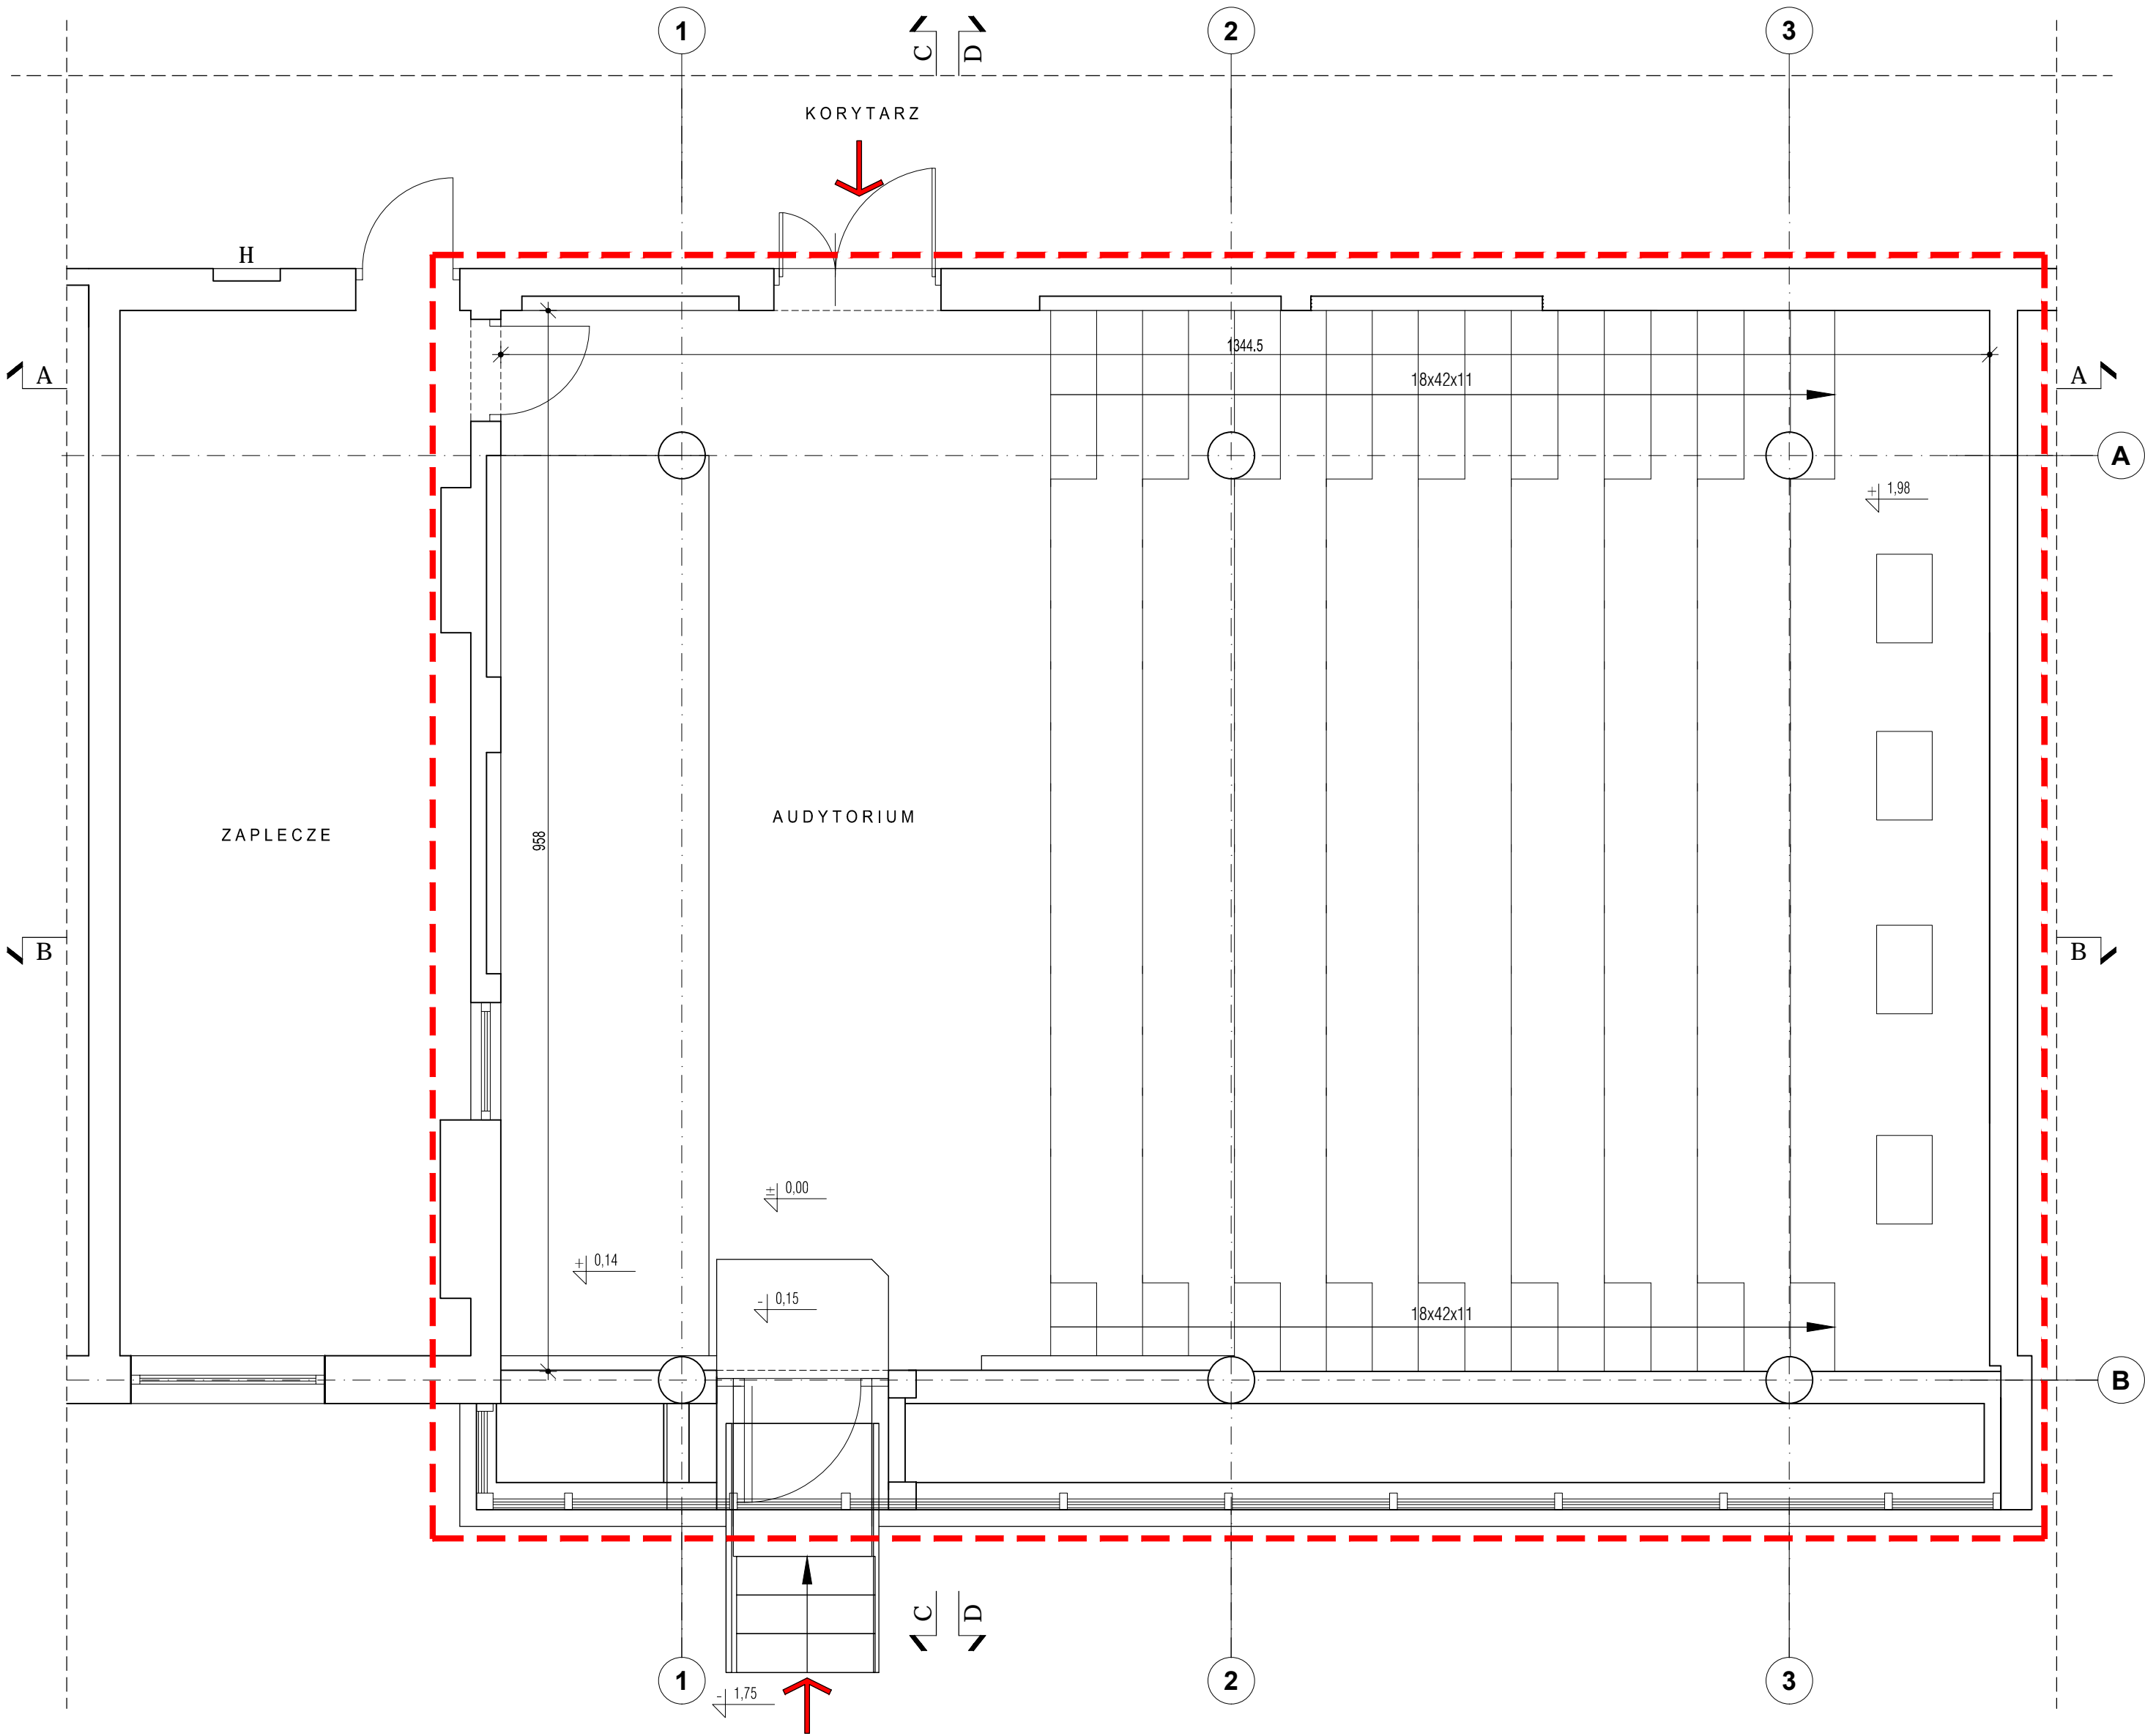 1
2
3
C
D
KORYTARZ
H
1344.5
A
A
18x42x11
A
+ 1,98
AUDYTORIUM
ZAPLECZE
958
B
B
± 0,00
+ 0,14
- 0,15
18x42x11
B
C
D
1
2
3
- 1,75